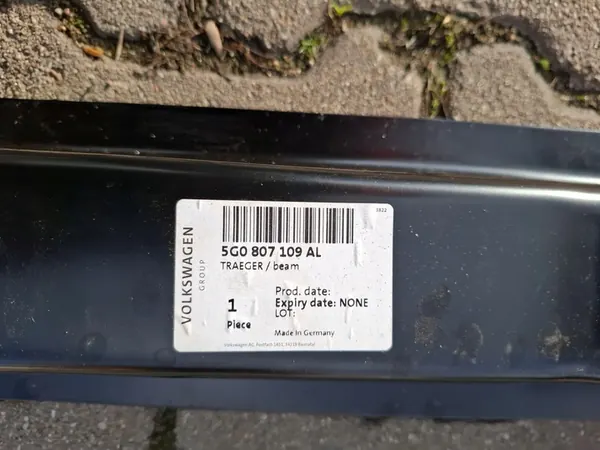 5G0 807 109 AL
TRAEGER / beam
VOLKSWAGEN
GROUP
1
Piece
Prod. date:
Expiry date: NONE
LOT:
Made in Germany